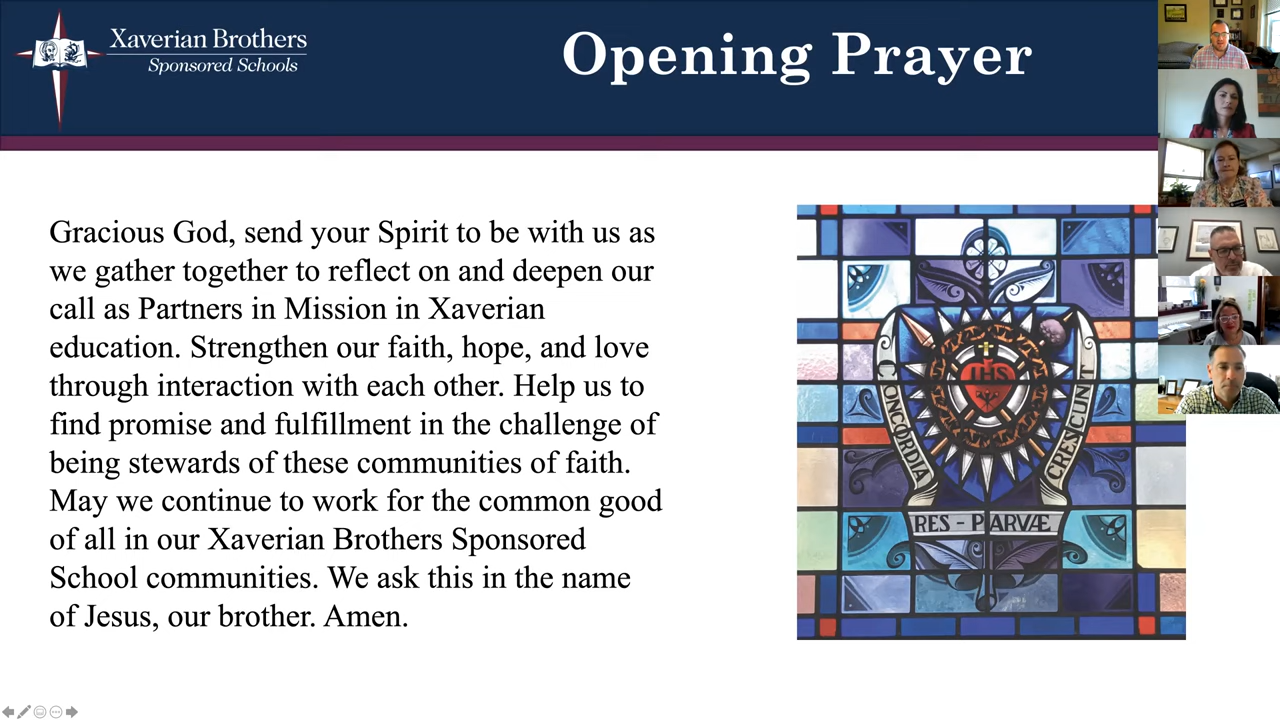 Xaverian Brothers
Sponsored Schools
Opening Prayer
Gracious God, send your Spirit to be with us as
we gather together to reflect on and deepen our
call as Partners in Mission in Xaverian
education. Strengthen our faith, hope, and love
through interaction with each other. Help us to
find promise and fulfillment in the challenge of
being stewards of these communities of faith.
May we continue to work for the common good
of all in our Xaverian Brothers Sponsored
School communities. We ask this in the name
of Jesus, our brother. Amen.
IHS
CONCORDIA
CRESCUNT
RES - PARVÆ